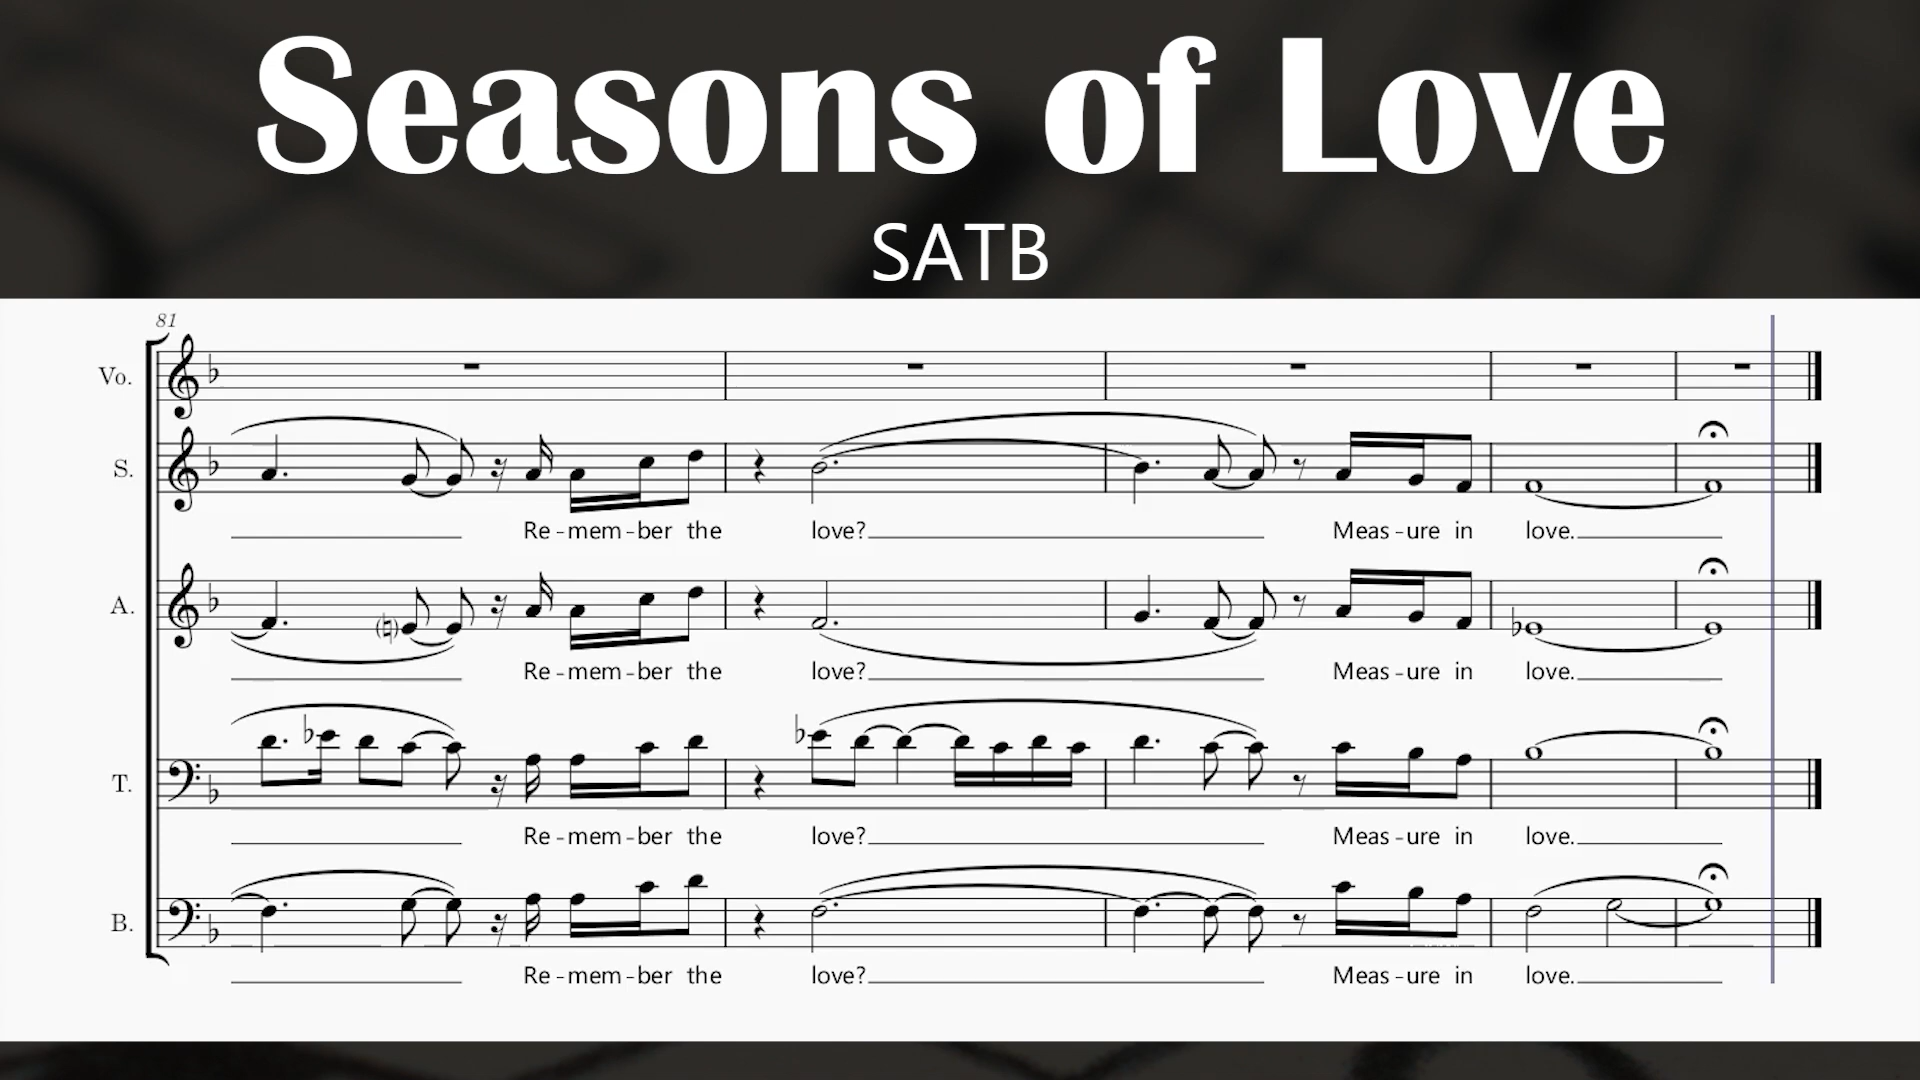 Seasons of Love
SATB
81
Vo.
S.
Re-mem-ber the love? Meas-ure in love.
A.
Re-mem-ber the love? Meas-ure in love.
T.
Re-mem-ber the love? Meas-ure in love.
B.
Re-mem-ber the love? Meas-ure in love.